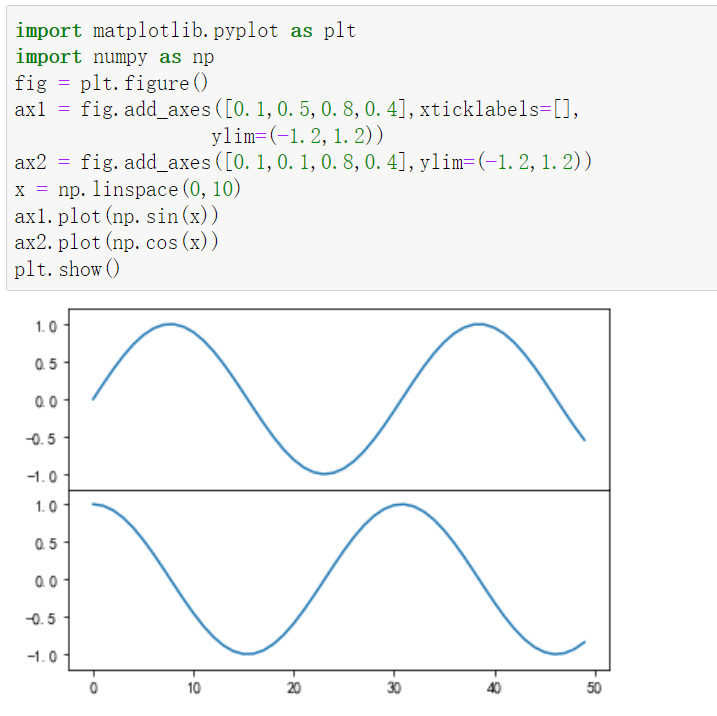 import matplotlib.pyplot as plt
import numpy as np
fig = plt.figure()
ax1 = fig.add_axes([0.1,0.5,0.8,0.4],xticklabels=[],
ylim=(-1.2,1.2))
ax2 = fig.add_axes([0.1,0.1,0.8,0.4],ylim=(-1.2,1.2))
x = np.linspace(0,10)
ax1.plot(np.sin(x))
ax2.plot(np.cos(x))
plt.show()
1.0
0.5
0.0
-0.5
-1.0
1.0
0.5
0.0
-0.5
-1.0
0 10 20 30 40 50